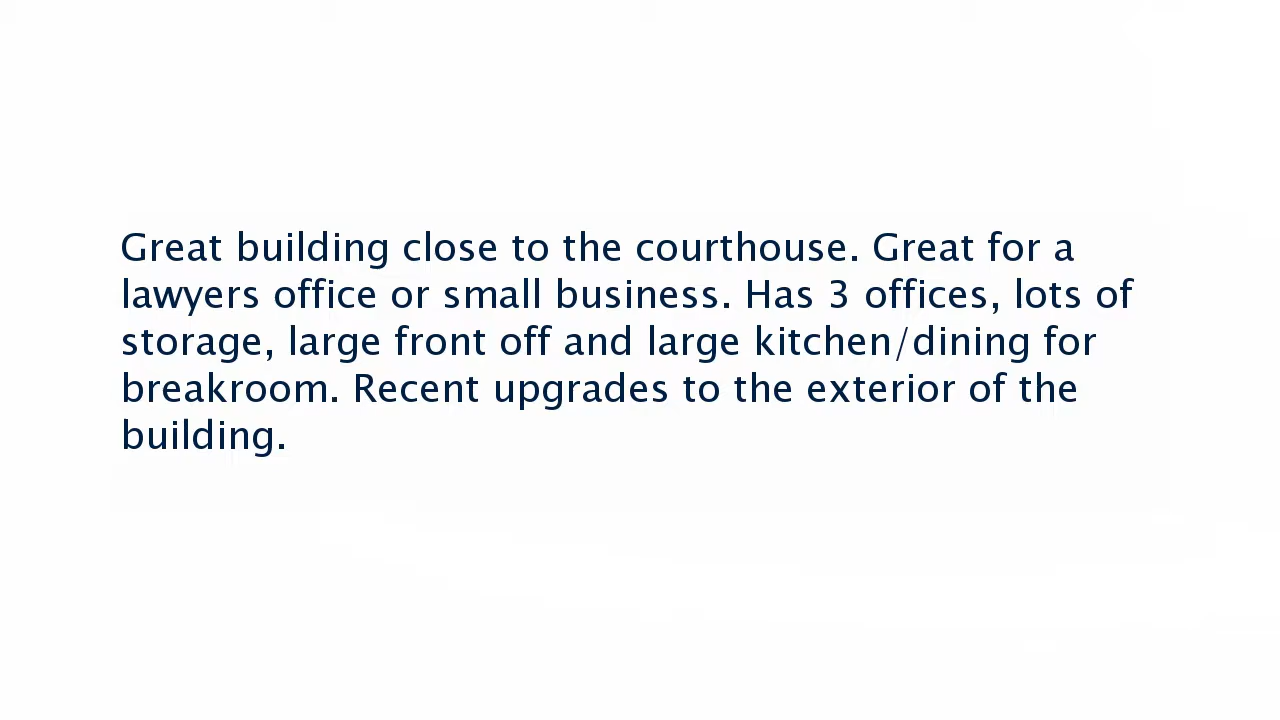 Great building close to the courthouse. Great for a
lawyers office or small business. Has 3 offices, lots of
storage, large front off and large kitchen/dining for
breakroom. Recent upgrades to the exterior of the
building.